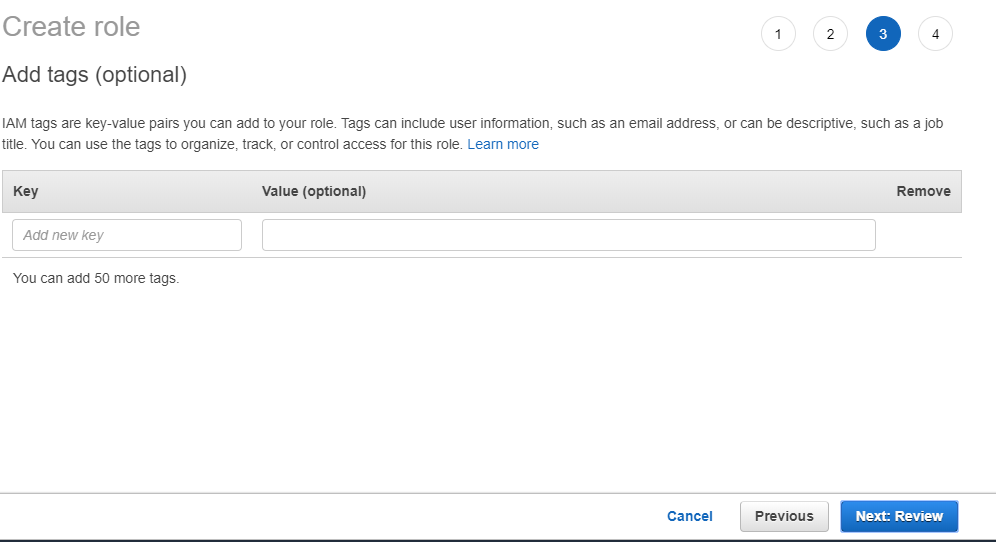 Create role
1 2 3 4
Add tags (optional)
IAM tags are key-value pairs you can add to your role. Tags can include user information, such as an email address, or can be descriptive, such as a job
title. You can use the tags to organize, track, or control access for this role. Learn more
Key Value (optional) Remove
Add new key
You can add 50 more tags.
Cancel Previous Next: Review